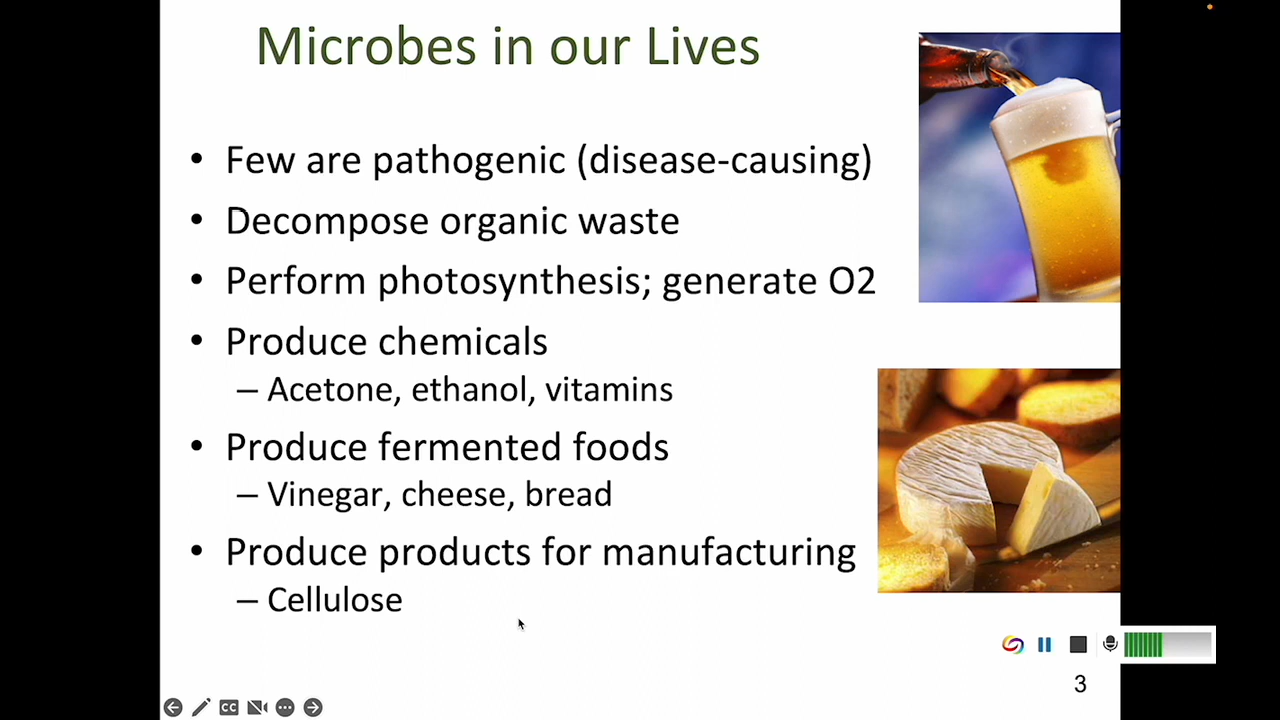 Microbes in our Lives
• Few are pathogenic (disease-causing)
• Decompose organic waste
• Perform photosynthesis; generate O2
• Produce chemicals
– Acetone, ethanol, vitamins
• Produce fermented foods
– Vinegar, cheese, bread
• Produce products for manufacturing
– Cellulose
3
CC